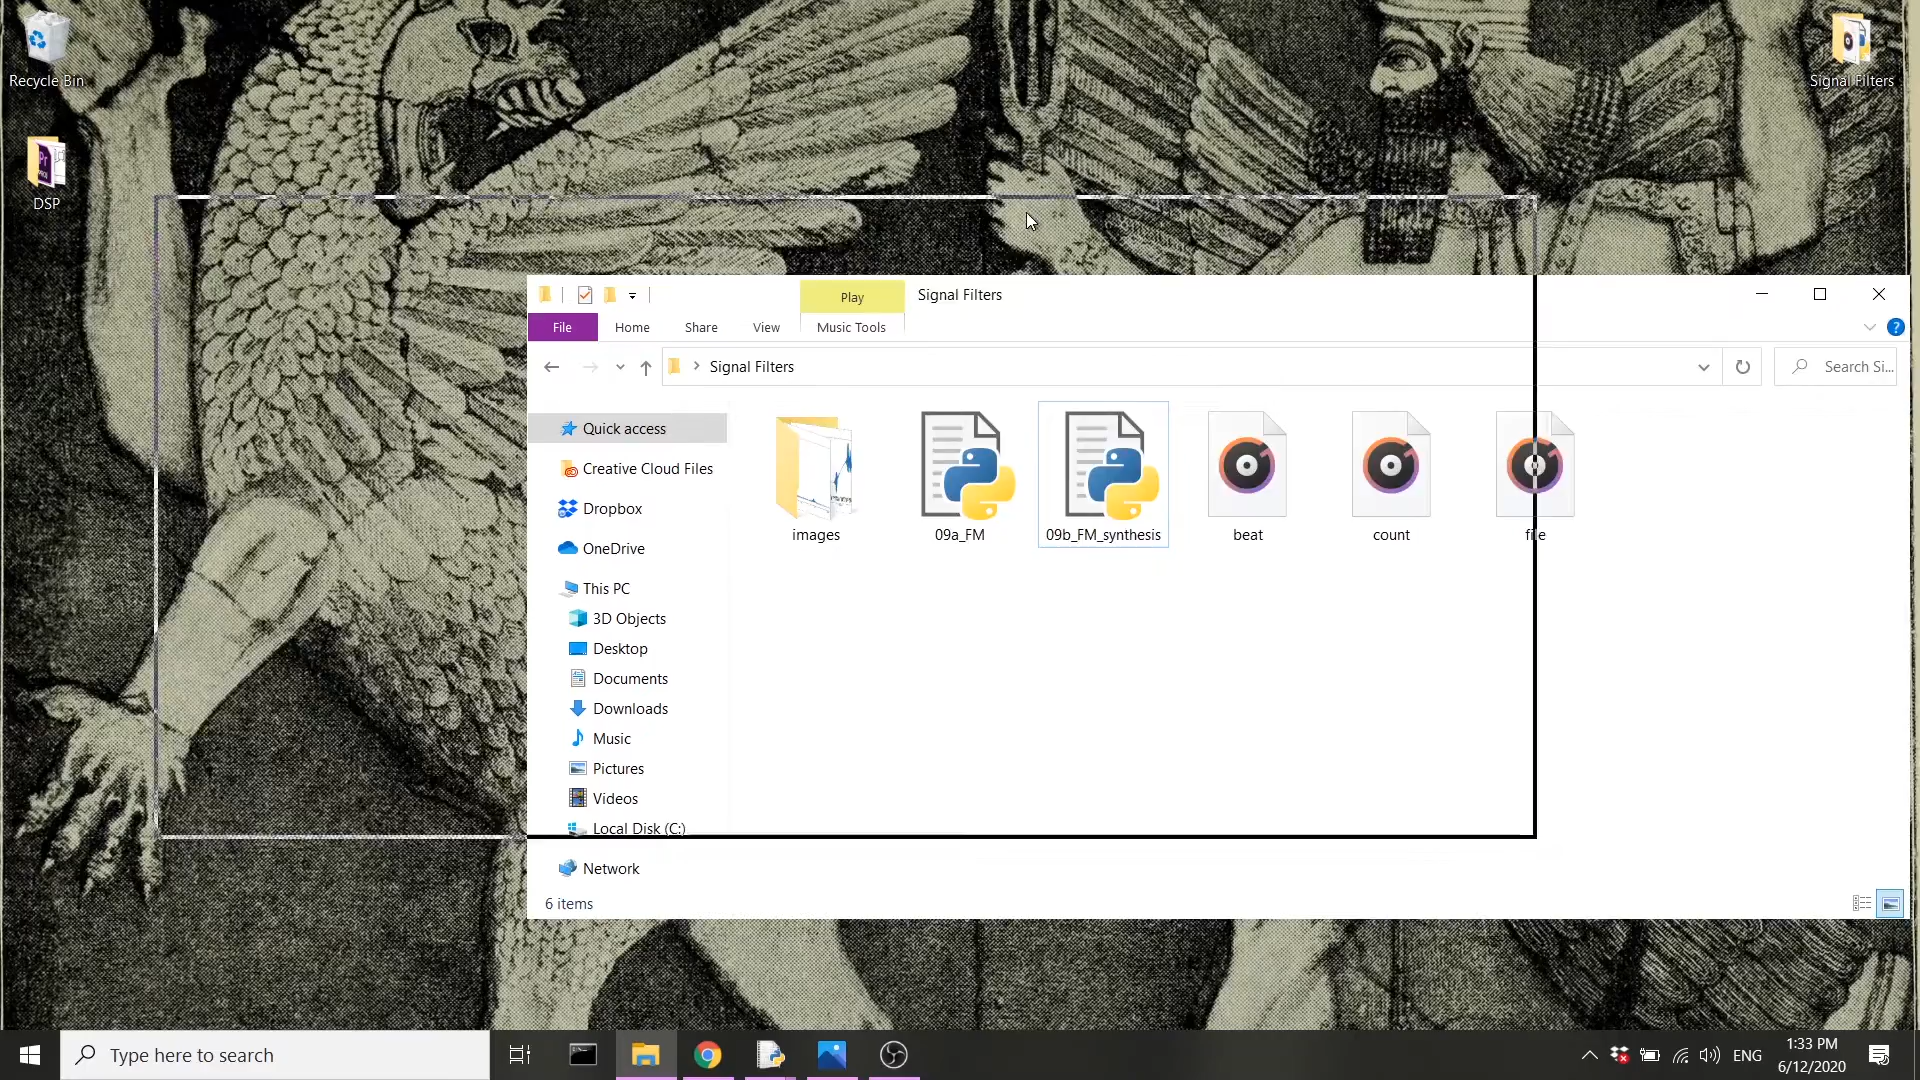 Recycle Bin
Signal Filters
DSP
Play
Signal Filters
File
Home
Share
View
Music Tools
Signal Filters
Search Si...
Quick access
Creative Cloud Files
Dropbox
OneDrive
This PC
3D Objects
Desktop
Documents
Downloads
Music
Pictures
Videos
Local Disk (C:)
Network
images
09a_FM
09b_FM_synthesis
beat
count
file
6 items
Type here to search
ENG
1:33 PM
6/12/2020